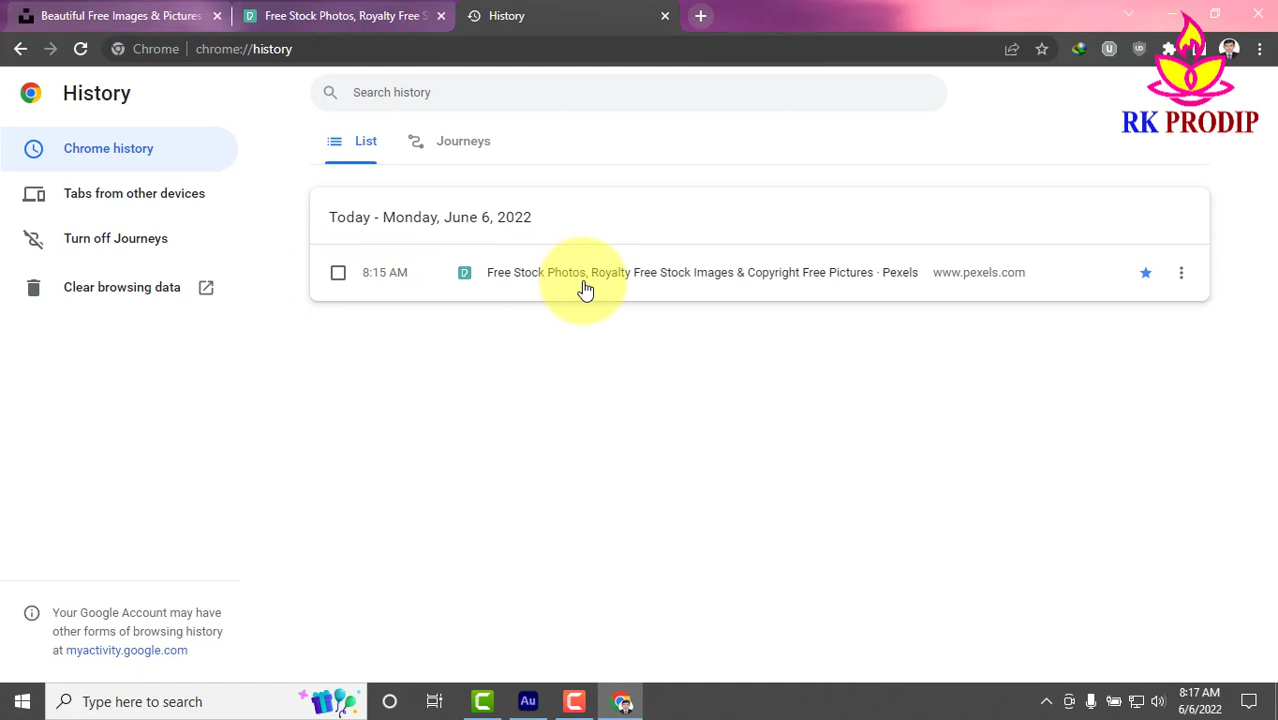 Beautiful Free Images & Pictures
Free Stock Photos, Royalty Free S
History
Chrome
chrome://history
RK PRODIP
History
Search history
List
Journeys
Chrome history
Tabs from other devices
Turn off Journeys
Clear browsing data
Today - Monday, June 6, 2022
8:15 AM
Free Stock Photos, Royalty Free Stock Images & Copyright Free Pictures · Pexels
www.pexels.com
Your Google Account may have
other forms of browsing history
at myactivity.google.com
Type here to search
Au
8:17 AM
6/6/2022